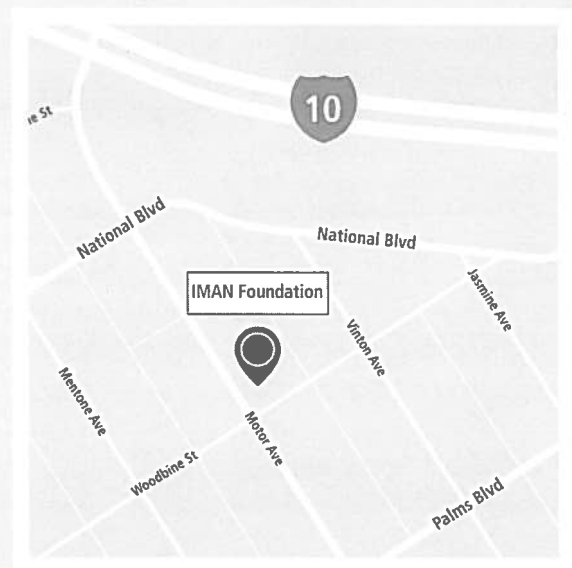 10
National Blvd
National Blvd
IMAN Foundation
Jasmine Ave
Vinton Ave
Mentone Ave
Motor Ave
Woodbine St
Palms Blvd